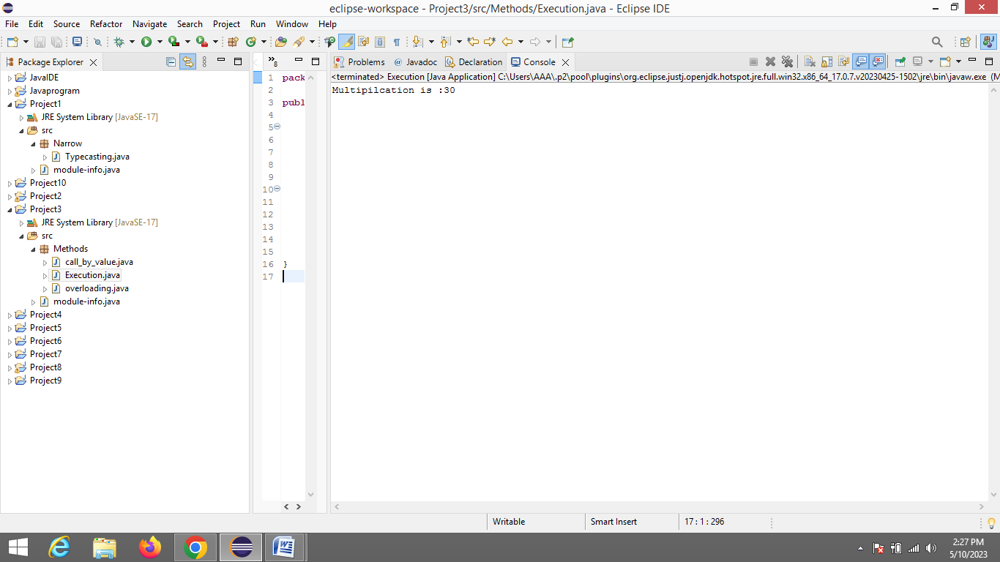 eclipse-workspace - Project3/src/Methods/Execution.java - Eclipse IDE
File Edit Source Refactor Navigate Search Project Run Window Help
Package Explorer
JavaIDE
Javaprogram
Project1
JRE System Library [JavaSE-17]
src
Narrow
Typecasting.java
module-info.java
Project10
Project2
Project3
JRE System Library [JavaSE-17]
src
Methods
call_by_value.java
Execution.java
overloading.java
module-info.java
Project4
Project5
Project6
Project7
Project8
Project9
8
1 pack
2
3 publ
4
5
6
7
8
9
10
11
12
13
14
15
16 }
17
Problems @ Javadoc Declaration Console
<terminated> Execution [Java Application] C:\Users\AAA\.p2\pool\plugins\org.eclipse.justj.openjdk.hotspot.jre.full.win32.x86_64_17.0.7.v20230425-1502\jre\bin\javaw.exe (M
Multipilcation is :30
Writable Smart Insert 17 : 1 : 296
2:27 PM
5/10/2023